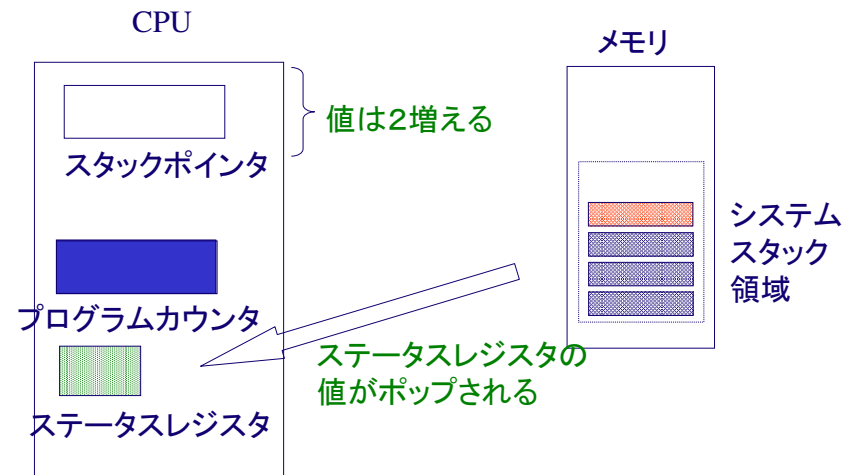 CPU
メモリ
値は2増える
スタックポインタ
システム
スタック
領域
プログラムカウンタ
ステータスレジスタの
値がポップされる
ステータスレジスタ